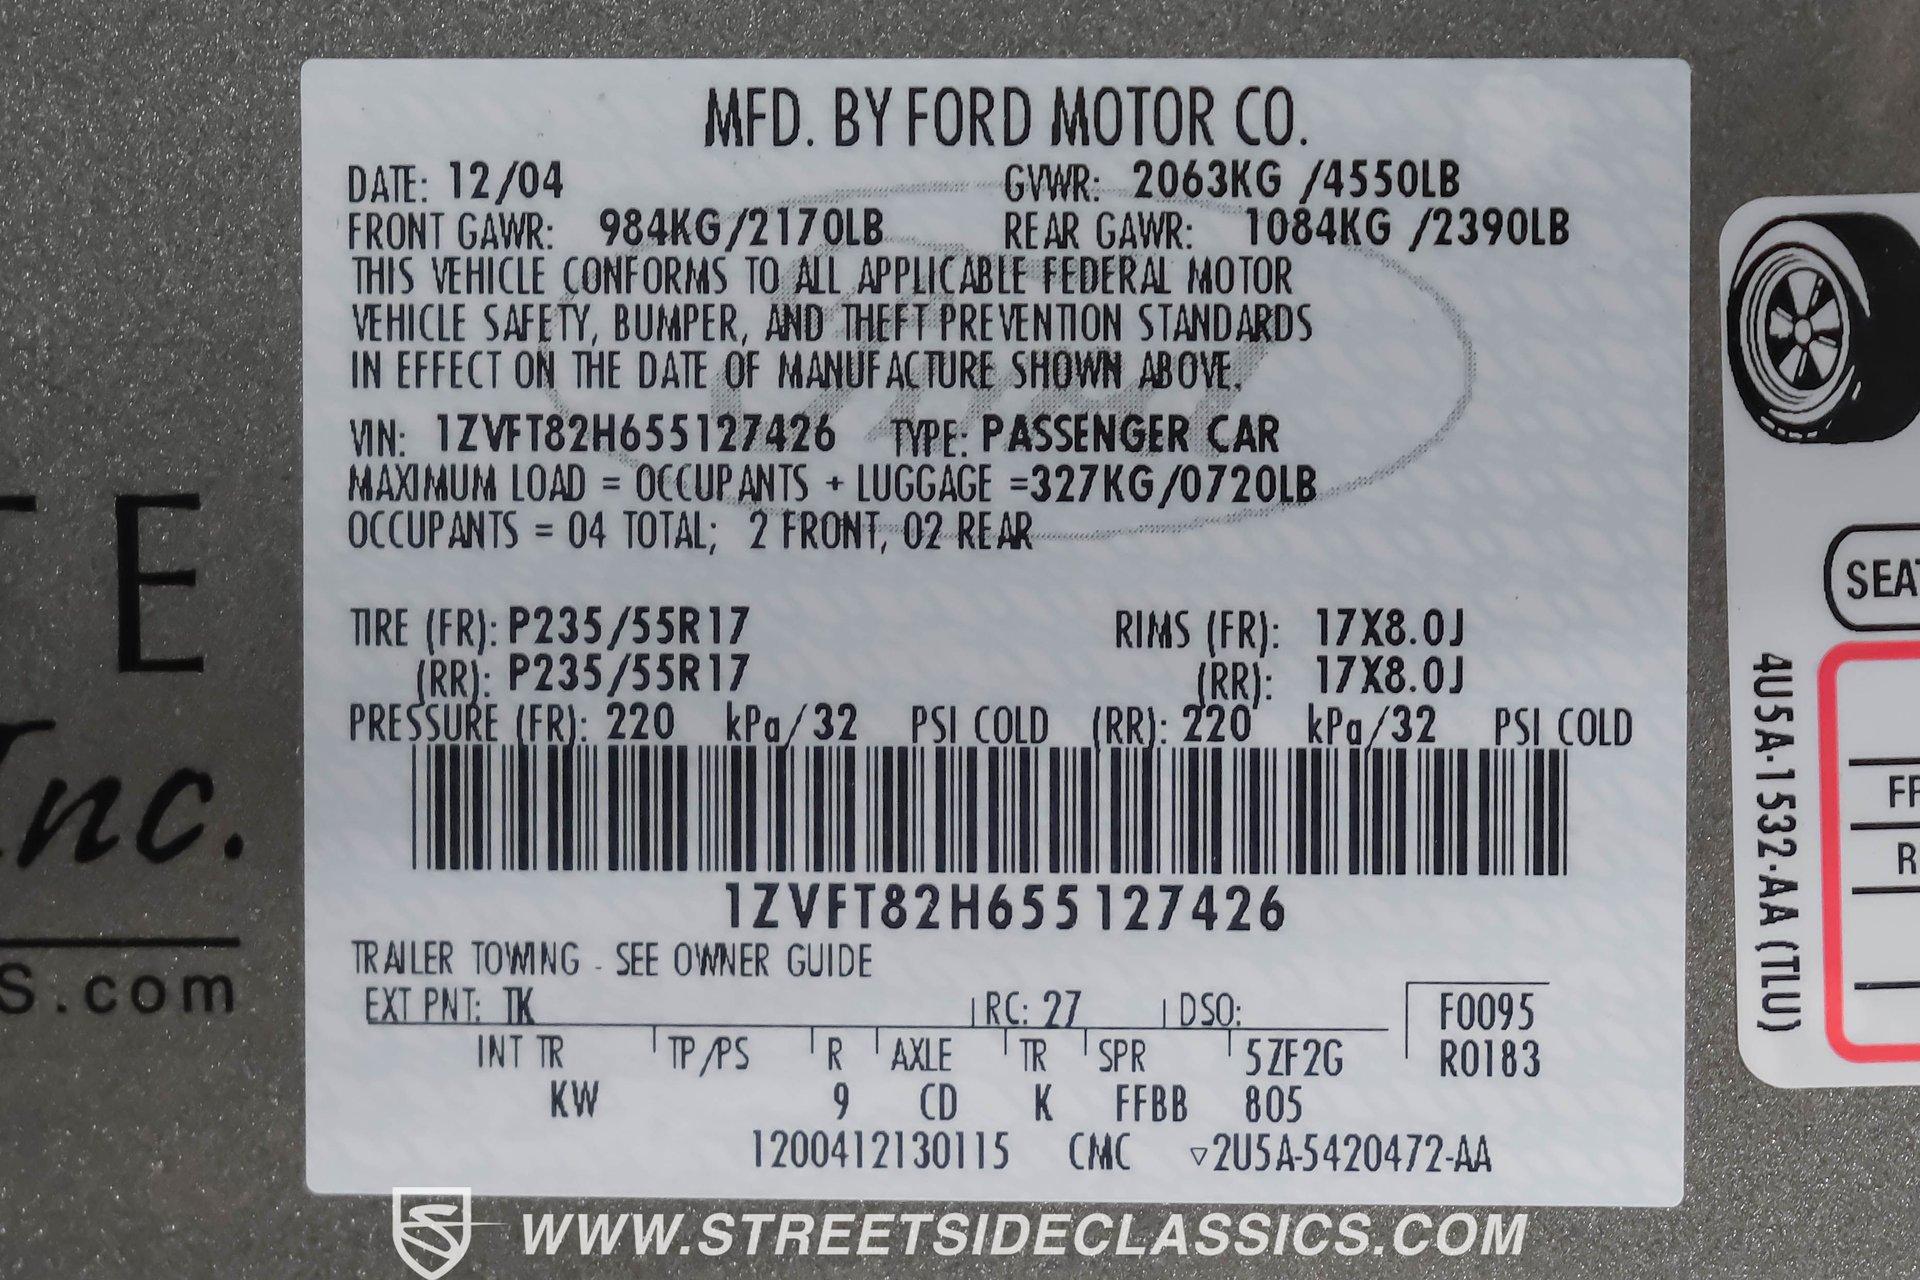 MFD. BY FORD MOTOR CO.
DATE: 12/04 GVWR: 2063KG /4550LB
FRONT GAWR: 984KG/2170LB REAR GAWR: 1084KG /2390LB
THIS VEHICLE CONFORMS TO ALL APPLICABLE FEDERAL MOTOR
VEHICLE SAFETY, BUMPER, AND THEFT PREVENTION STANDARDS
IN EFFECT ON THE DATE OF MANUFACTURE SHOWN ABOVE.
VIN: 1ZVFT82H655127426 TYPE: PASSENGER CAR
MAXIMUM LOAD = OCCUPANTS + LUGGAGE =327KG/0720LB
OCCUPANTS = 04 TOTAL; 2 FRONT, 02 REAR
TIRE (FR): P235/55R17 RIMS (FR): 17X8.0J
(RR): P235/55R17 (RR): 17X8.0J
PRESSURE (FR): 220 kPa/32 PSI COLD (RR): 220 kPa/32 PSI COLD
1ZVFT82H655127426
TRAILER TOWING - SEE OWNER GUIDE
EXT PNT: TK RC: 27 DSO: F0095
INT TR TP/PS R AXLE TR SPR 5ZF2G R0183
KW 9 CD K FFBB 805
1200412130115 CMC ▽2U5A-5420472-AA
TE
Inc.
S.com
4U5A-1532-AA (TLU)
SEAT
FR
R
WWW.STREETSIDECLASSICS.COM